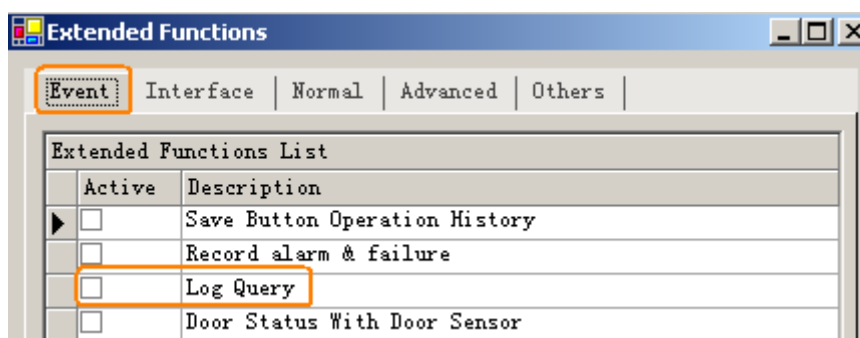 Extended Functions
Event Interface Normal Advanced Others
Extended Functions List
Active Description
Save Button Operation History
Record alarm & failure
Log Query
Door Status With Door Sensor